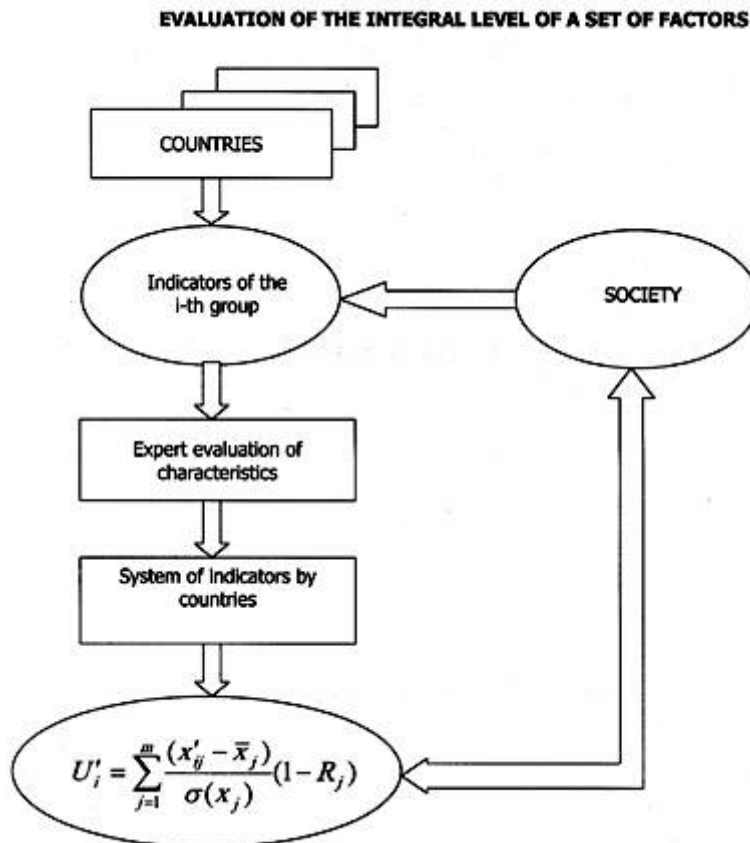 EVALUATION OF THE INTEGRAL LEVEL OF A SET OF FACTORS
COUNTRIES
Indicators of the
i-th group
SOCIETY
Expert evaluation of
characteristics
System of indicators by
countries
U'_i = \sum_{j=1}^{m} \frac{(x'_{ij} - \bar{x}_j)}{\sigma(x_j)} (1 - R_j)